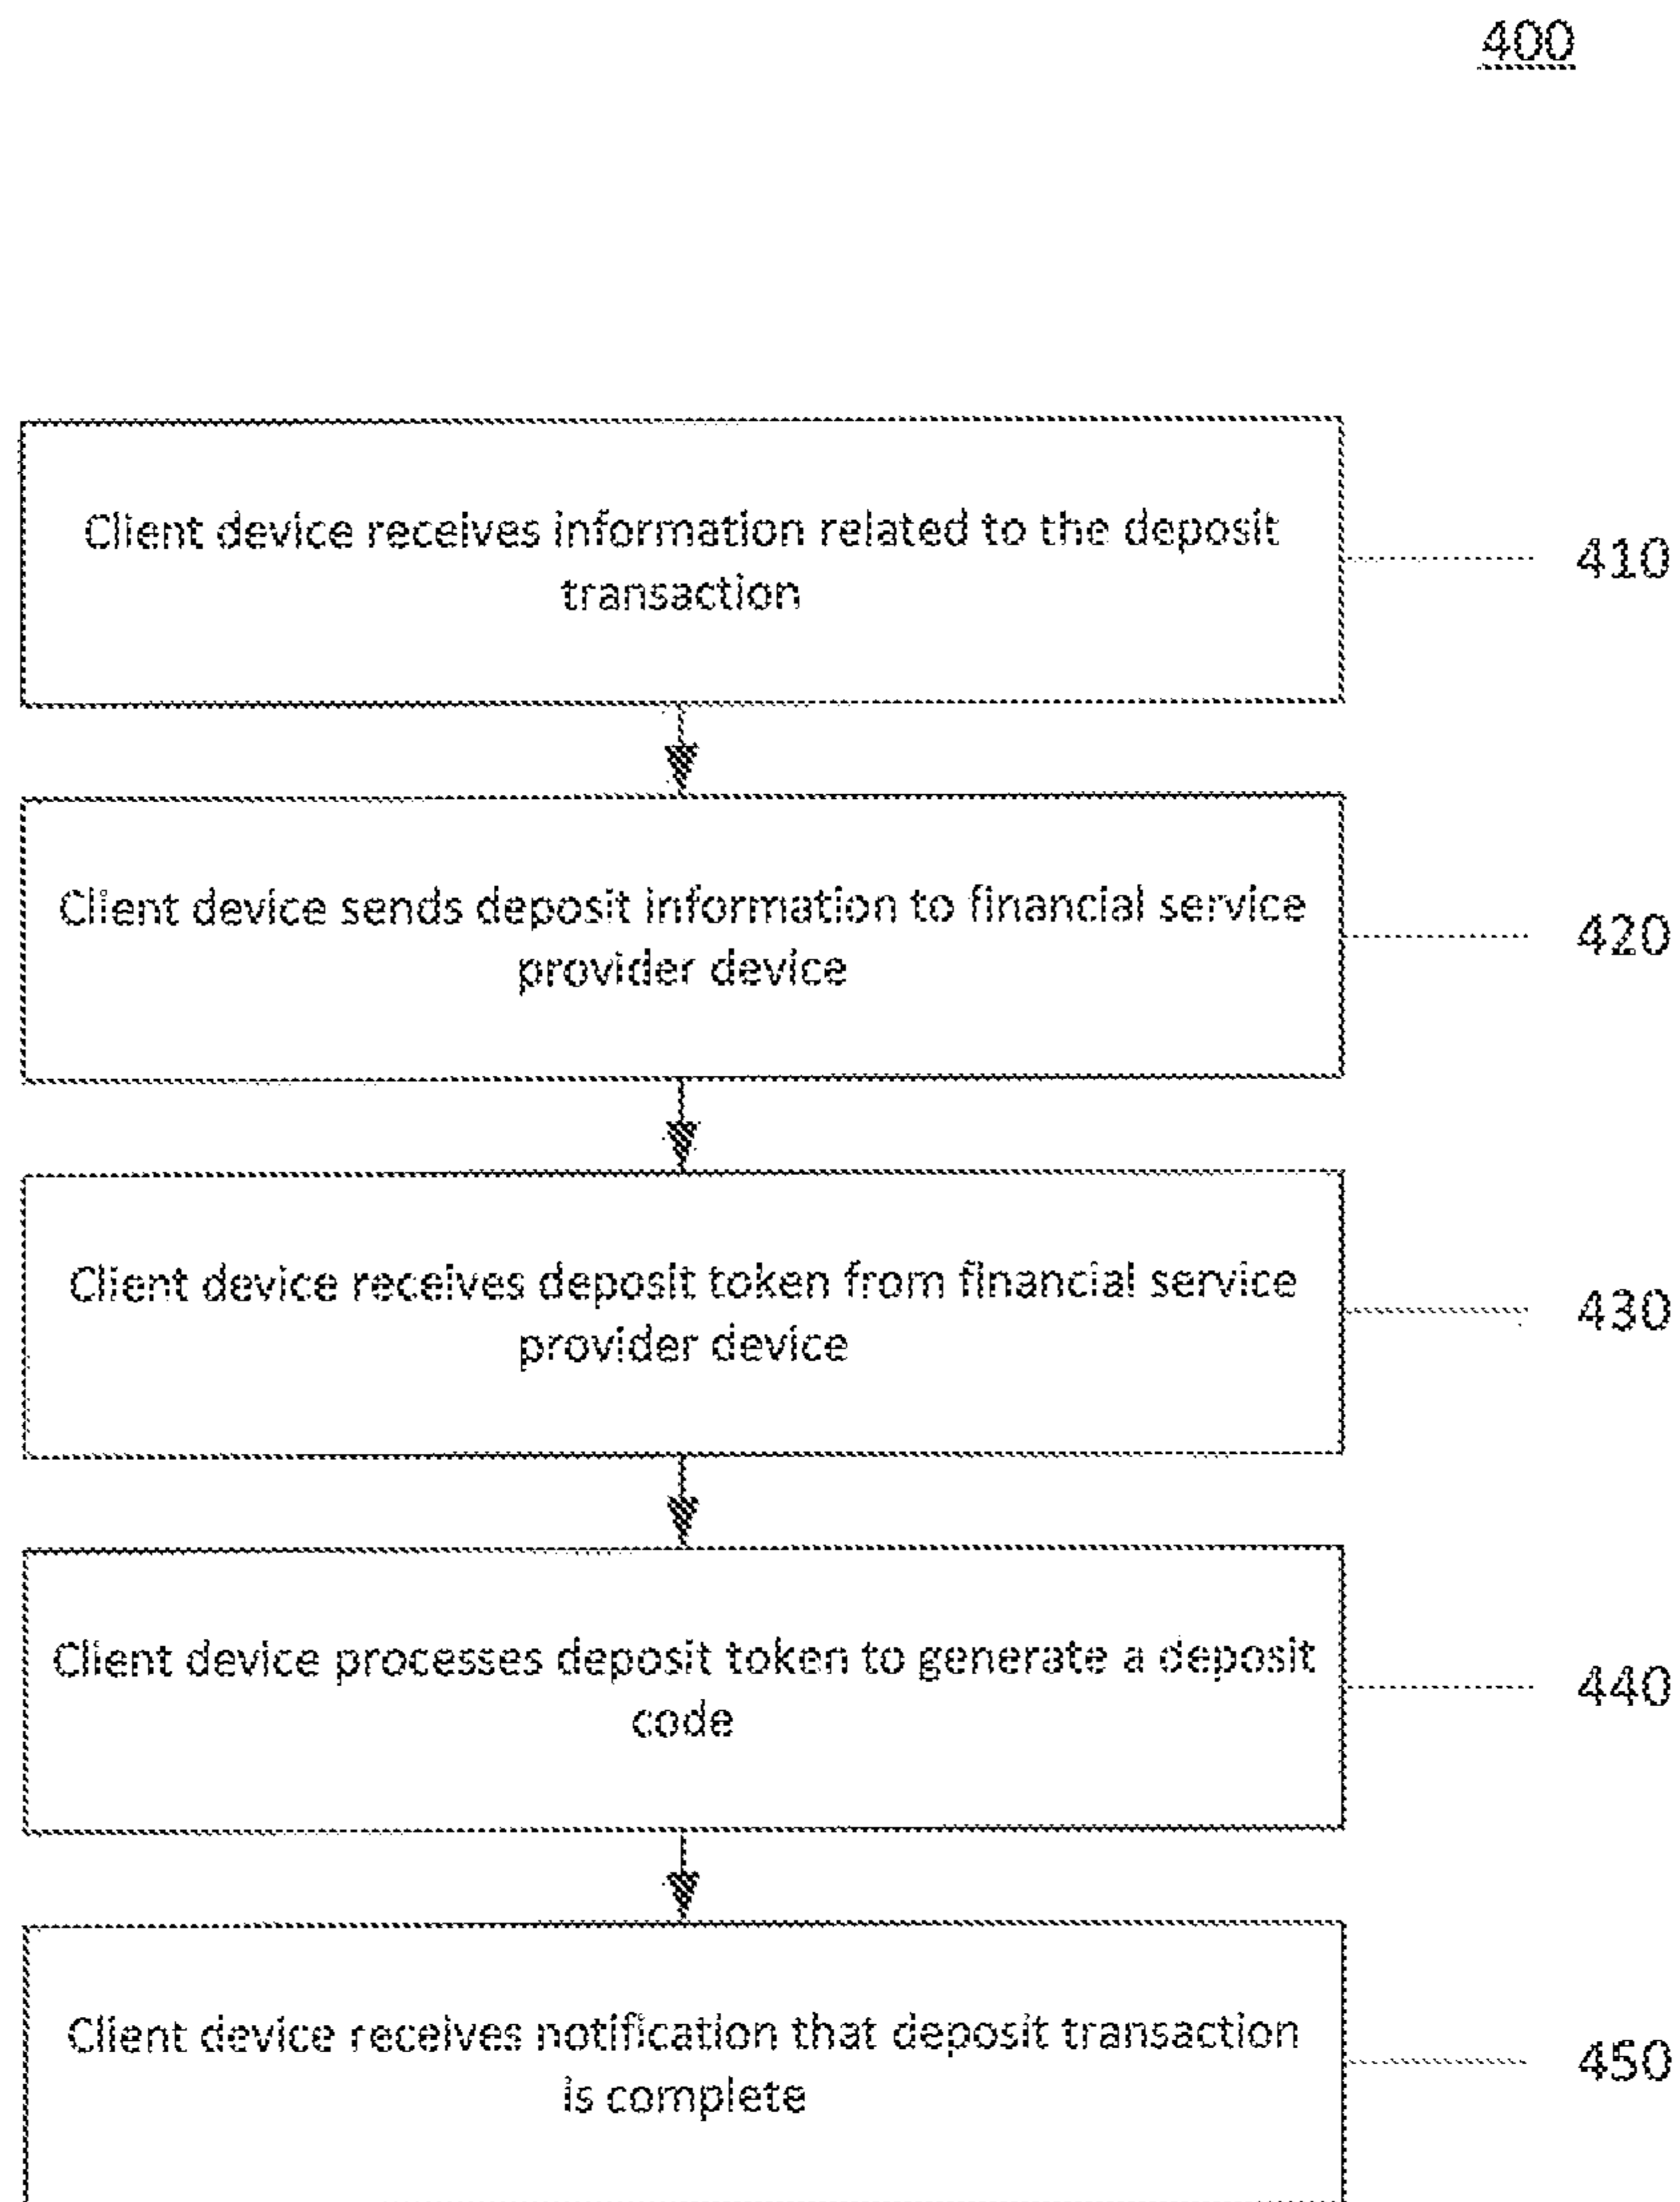 400
Client device receives information related to the deposit
transaction
410
Client device sends deposit information to financial service
provider device
420
Client device receives deposit token from financial service
provider device
430
Client device processes deposit token to generate a deposit
code
440
Client device receives notification that deposit transaction
is complete
450